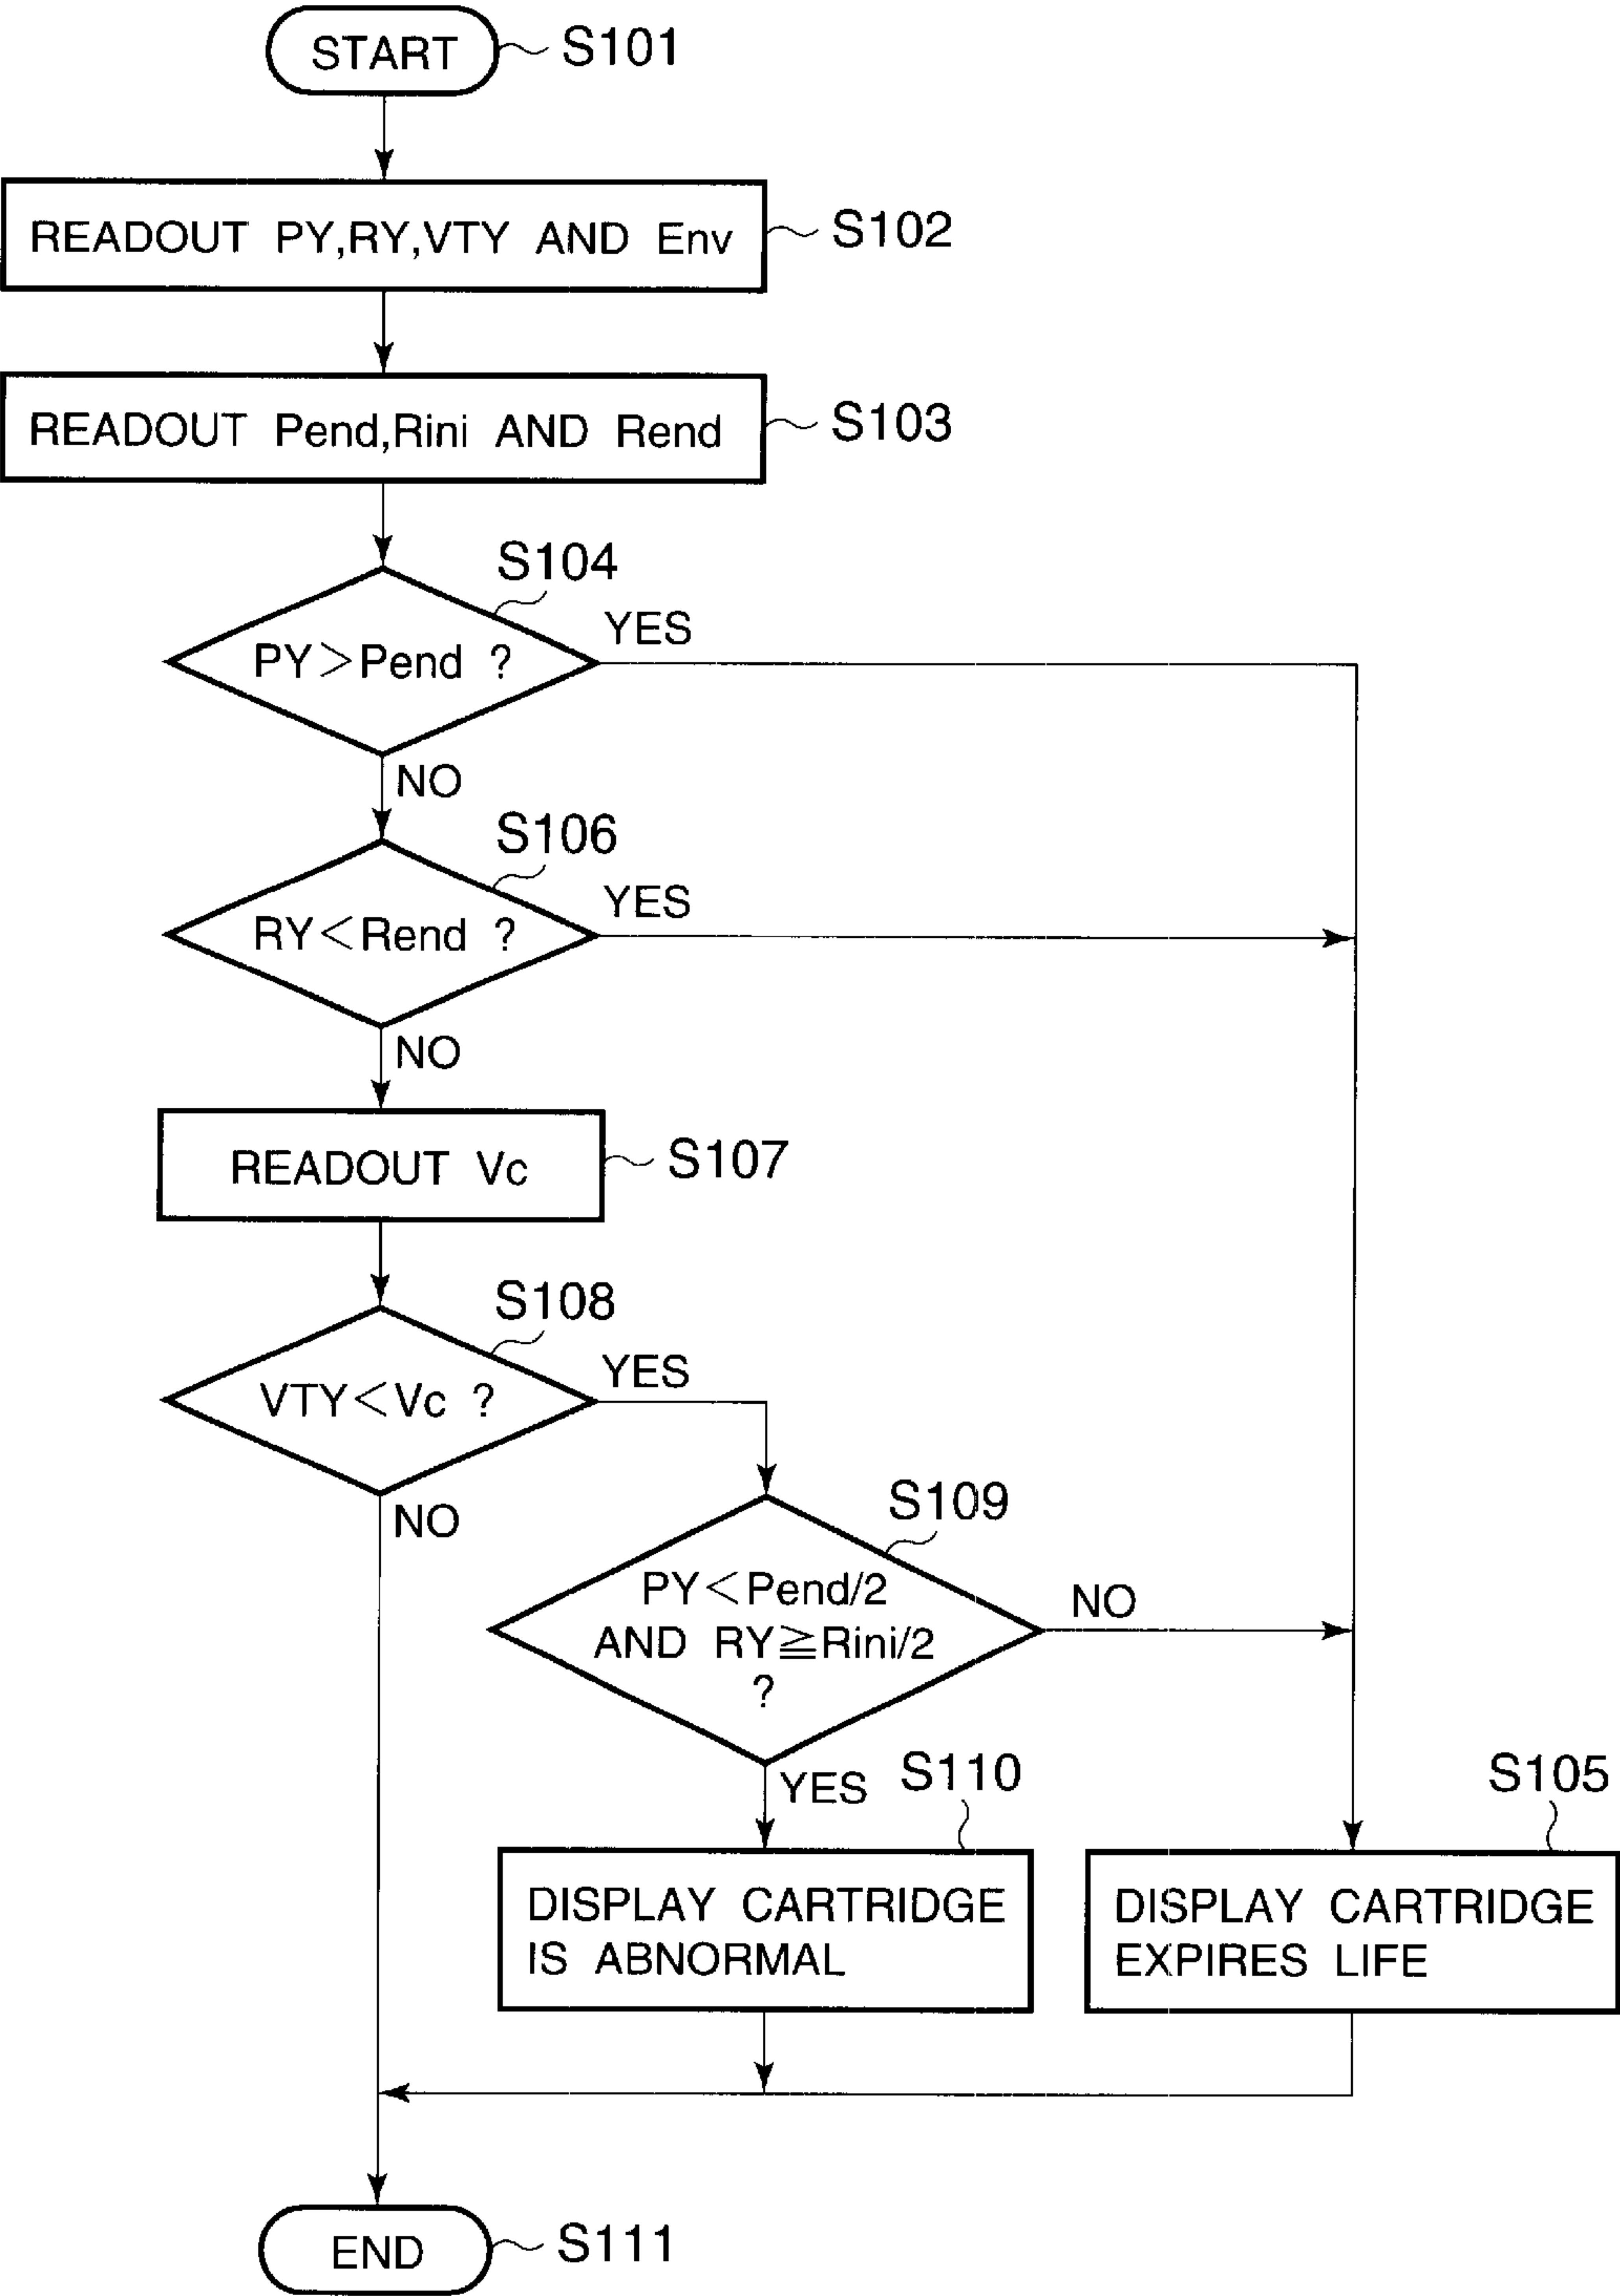 START
S101
READOUT PY,RY,VTY AND Env
S102
READOUT Pend,Rini AND Rend
S103
S104
PY>Pend ?
YES
NO
S106
RY<Rend ?
YES
NO
READOUT Vc
S107
S108
VTY<Vc ?
YES
NO
S109
PY<Pend/2
AND RY≧Rini/2
?
NO
YES
S110
S105
DISPLAY CARTRIDGE
IS ABNORMAL
DISPLAY CARTRIDGE
EXPIRES LIFE
END
S111